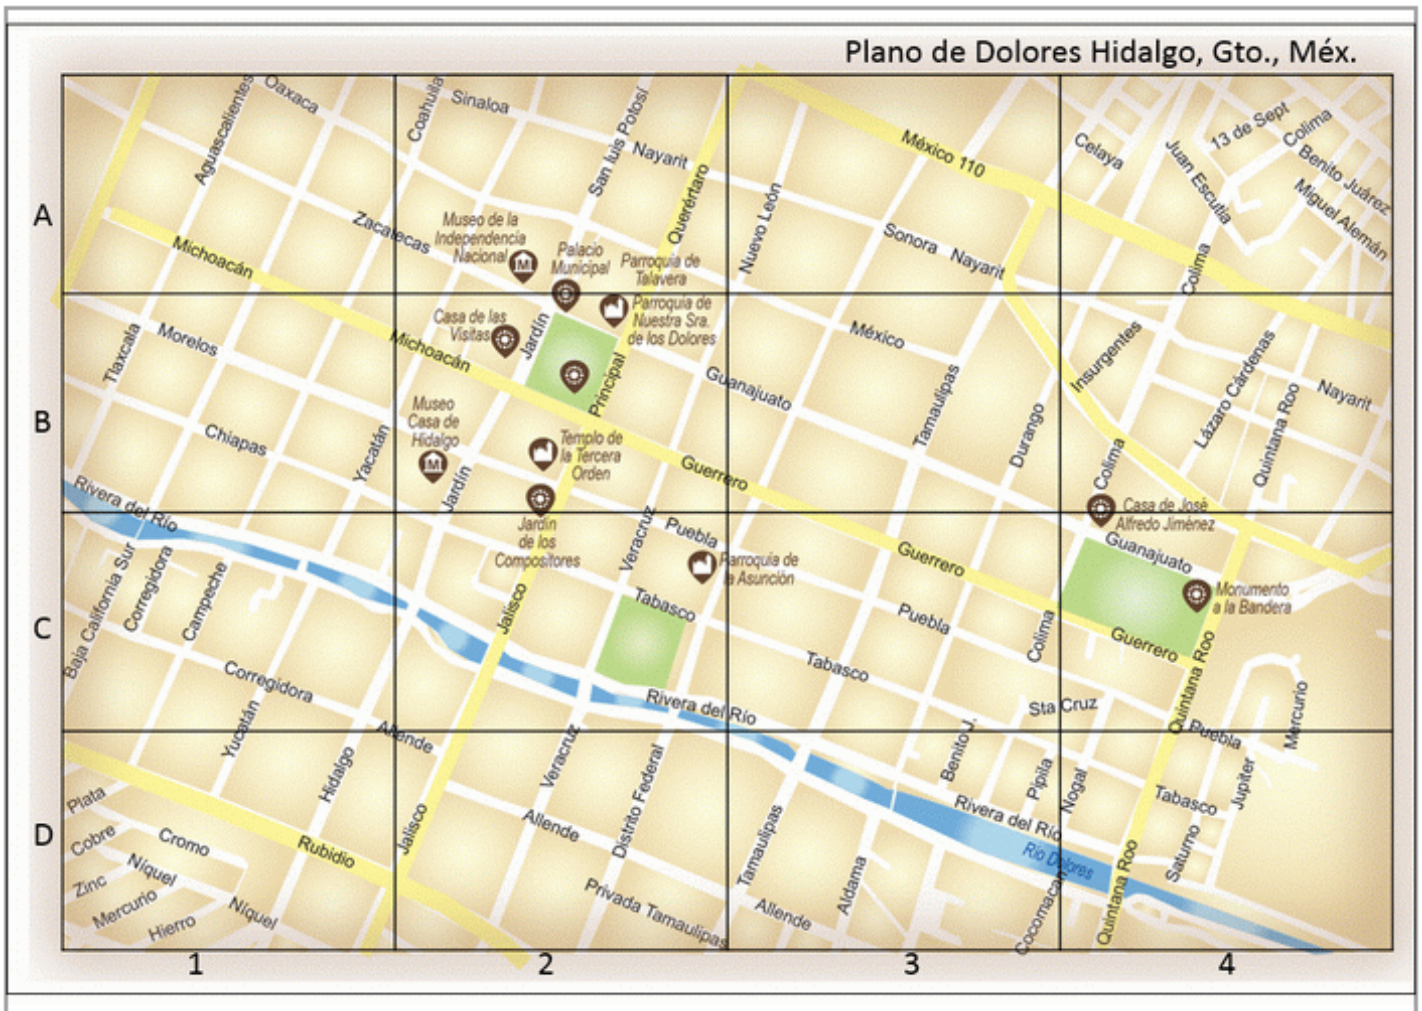 Plano de Dolores Hidalgo, Gto., Méx.
A
B
C
D
1
2
3
4
Oaxaca
Aguascalientes
Coahuila
Sinaloa
San luis Potosí
Nayarit
Querértaro
México 110
Celaya
13 de Sept
Colima
Juan Escutia
Benito Juárez
Miguel Alemán
Zacatecas
Michoacán
Museo de la
Independencia
Nacional
Palacio
Municipal
Parroquia de
Talavera
Nuevo León
Sonora
Nayarit
Colima
Tlaxcala
Morelos
Casa de las
Visitas
Jardín
Parroquia de
Nuestra Sra.
de los Dolores
Michoacán
Principal
México
Guanajuato
Insurgentes
Lázaro Cárdenas
Nayarit
Quintana Roo
Tamaulipas
Durango
Colima
Museo
Casa de
Hidalgo
Chiapas
Yacatán
Jardín
Templo de
la Tercera
Orden
Guerrero
Rivera del Río
Jardín
de los
Compositores
Veracruz
Puebla
Casa de José
Alfredo Jiménez
Guanajuato
Parroquia de
la Asunción
Guerrero
Monumento
a la Bandera
Baja California Sur
Corregidora
Campeche
Jalisco
Tabasco
Puebla
Colima
Guerrero
Quintana Roo
Corregidora
Tabasco
Rivera del Río
Sta Cruz
Mercurio
Yucatán
Allende
Veracruz
Puebla
Hidalgo
Distrito Federal
Benito J.
Pipila
Nogal
Tabasco
Jupiter
Plata
Cobre
Cromo
Zinc
Níquel
Mercurio
Hierro
Níquel
Rubidio
Jalisco
Allende
Privada Tamaulipas
Tamaulipas
Allende
Aldama
Rivera del Río
Río Dolores
Cocomacan
Quintana Roo
Saturno